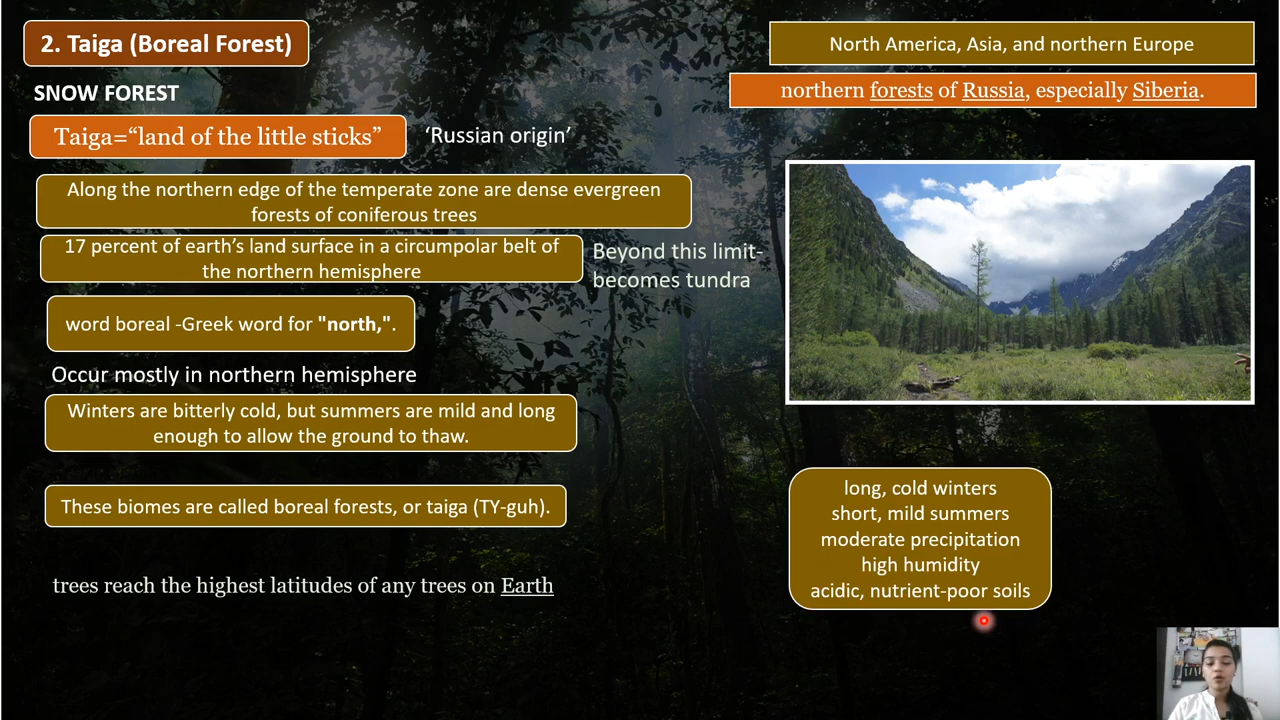 2. Taiga (Boreal Forest)
SNOW FOREST
Taiga=“land of the little sticks”
‘Russian origin’
Along the northern edge of the temperate zone are dense evergreen
forests of coniferous trees
17 percent of earth’s land surface in a circumpolar belt of
the northern hemisphere
Beyond this limit-
becomes tundra
word boreal -Greek word for "north,".
Occur mostly in northern hemisphere
Winters are bitterly cold, but summers are mild and long
enough to allow the ground to thaw.
These biomes are called boreal forests, or taiga (TY-guh).
trees reach the highest latitudes of any trees on Earth
North America, Asia, and northern Europe
northern forests of Russia, especially Siberia.
long, cold winters
short, mild summers
moderate precipitation
high humidity
acidic, nutrient-poor soils